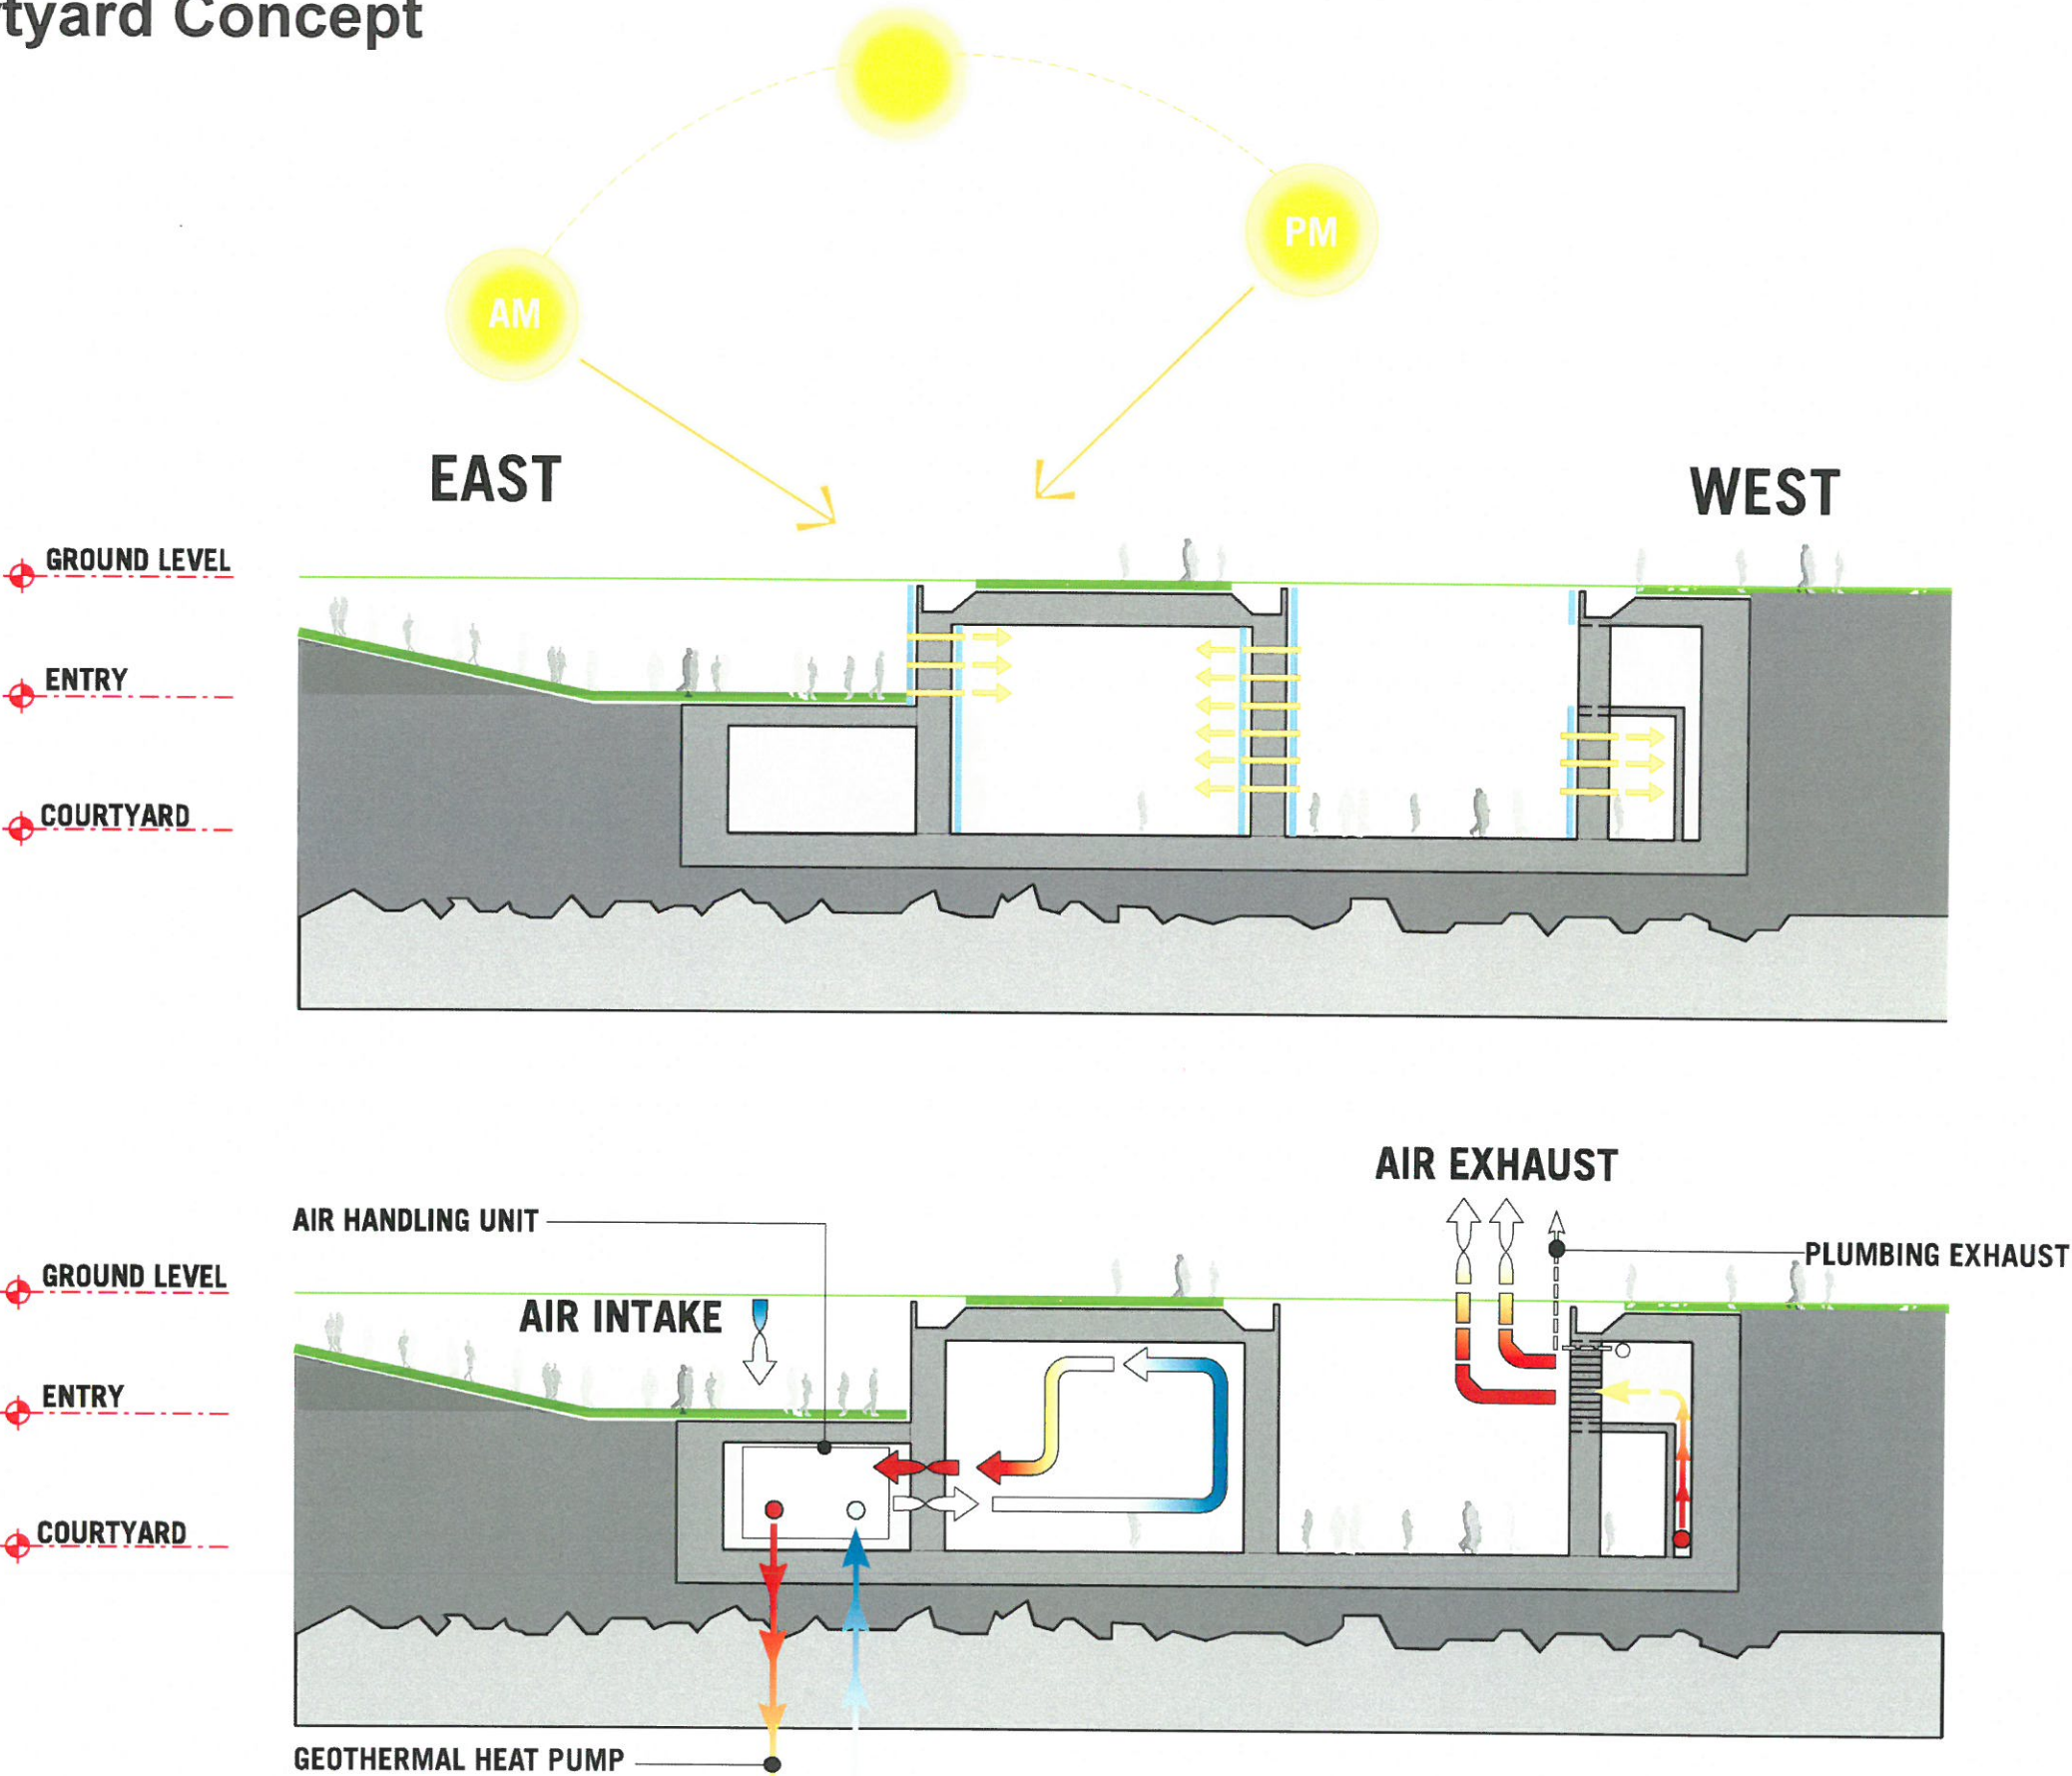 tyard Concept
AM
PM
EAST
WEST
GROUND LEVEL
ENTRY
COURTYARD
AIR EXHAUST
AIR HANDLING UNIT
PLUMBING EXHAUST
GROUND LEVEL
AIR INTAKE
ENTRY
COURTYARD
GEOTHERMAL HEAT PUMP